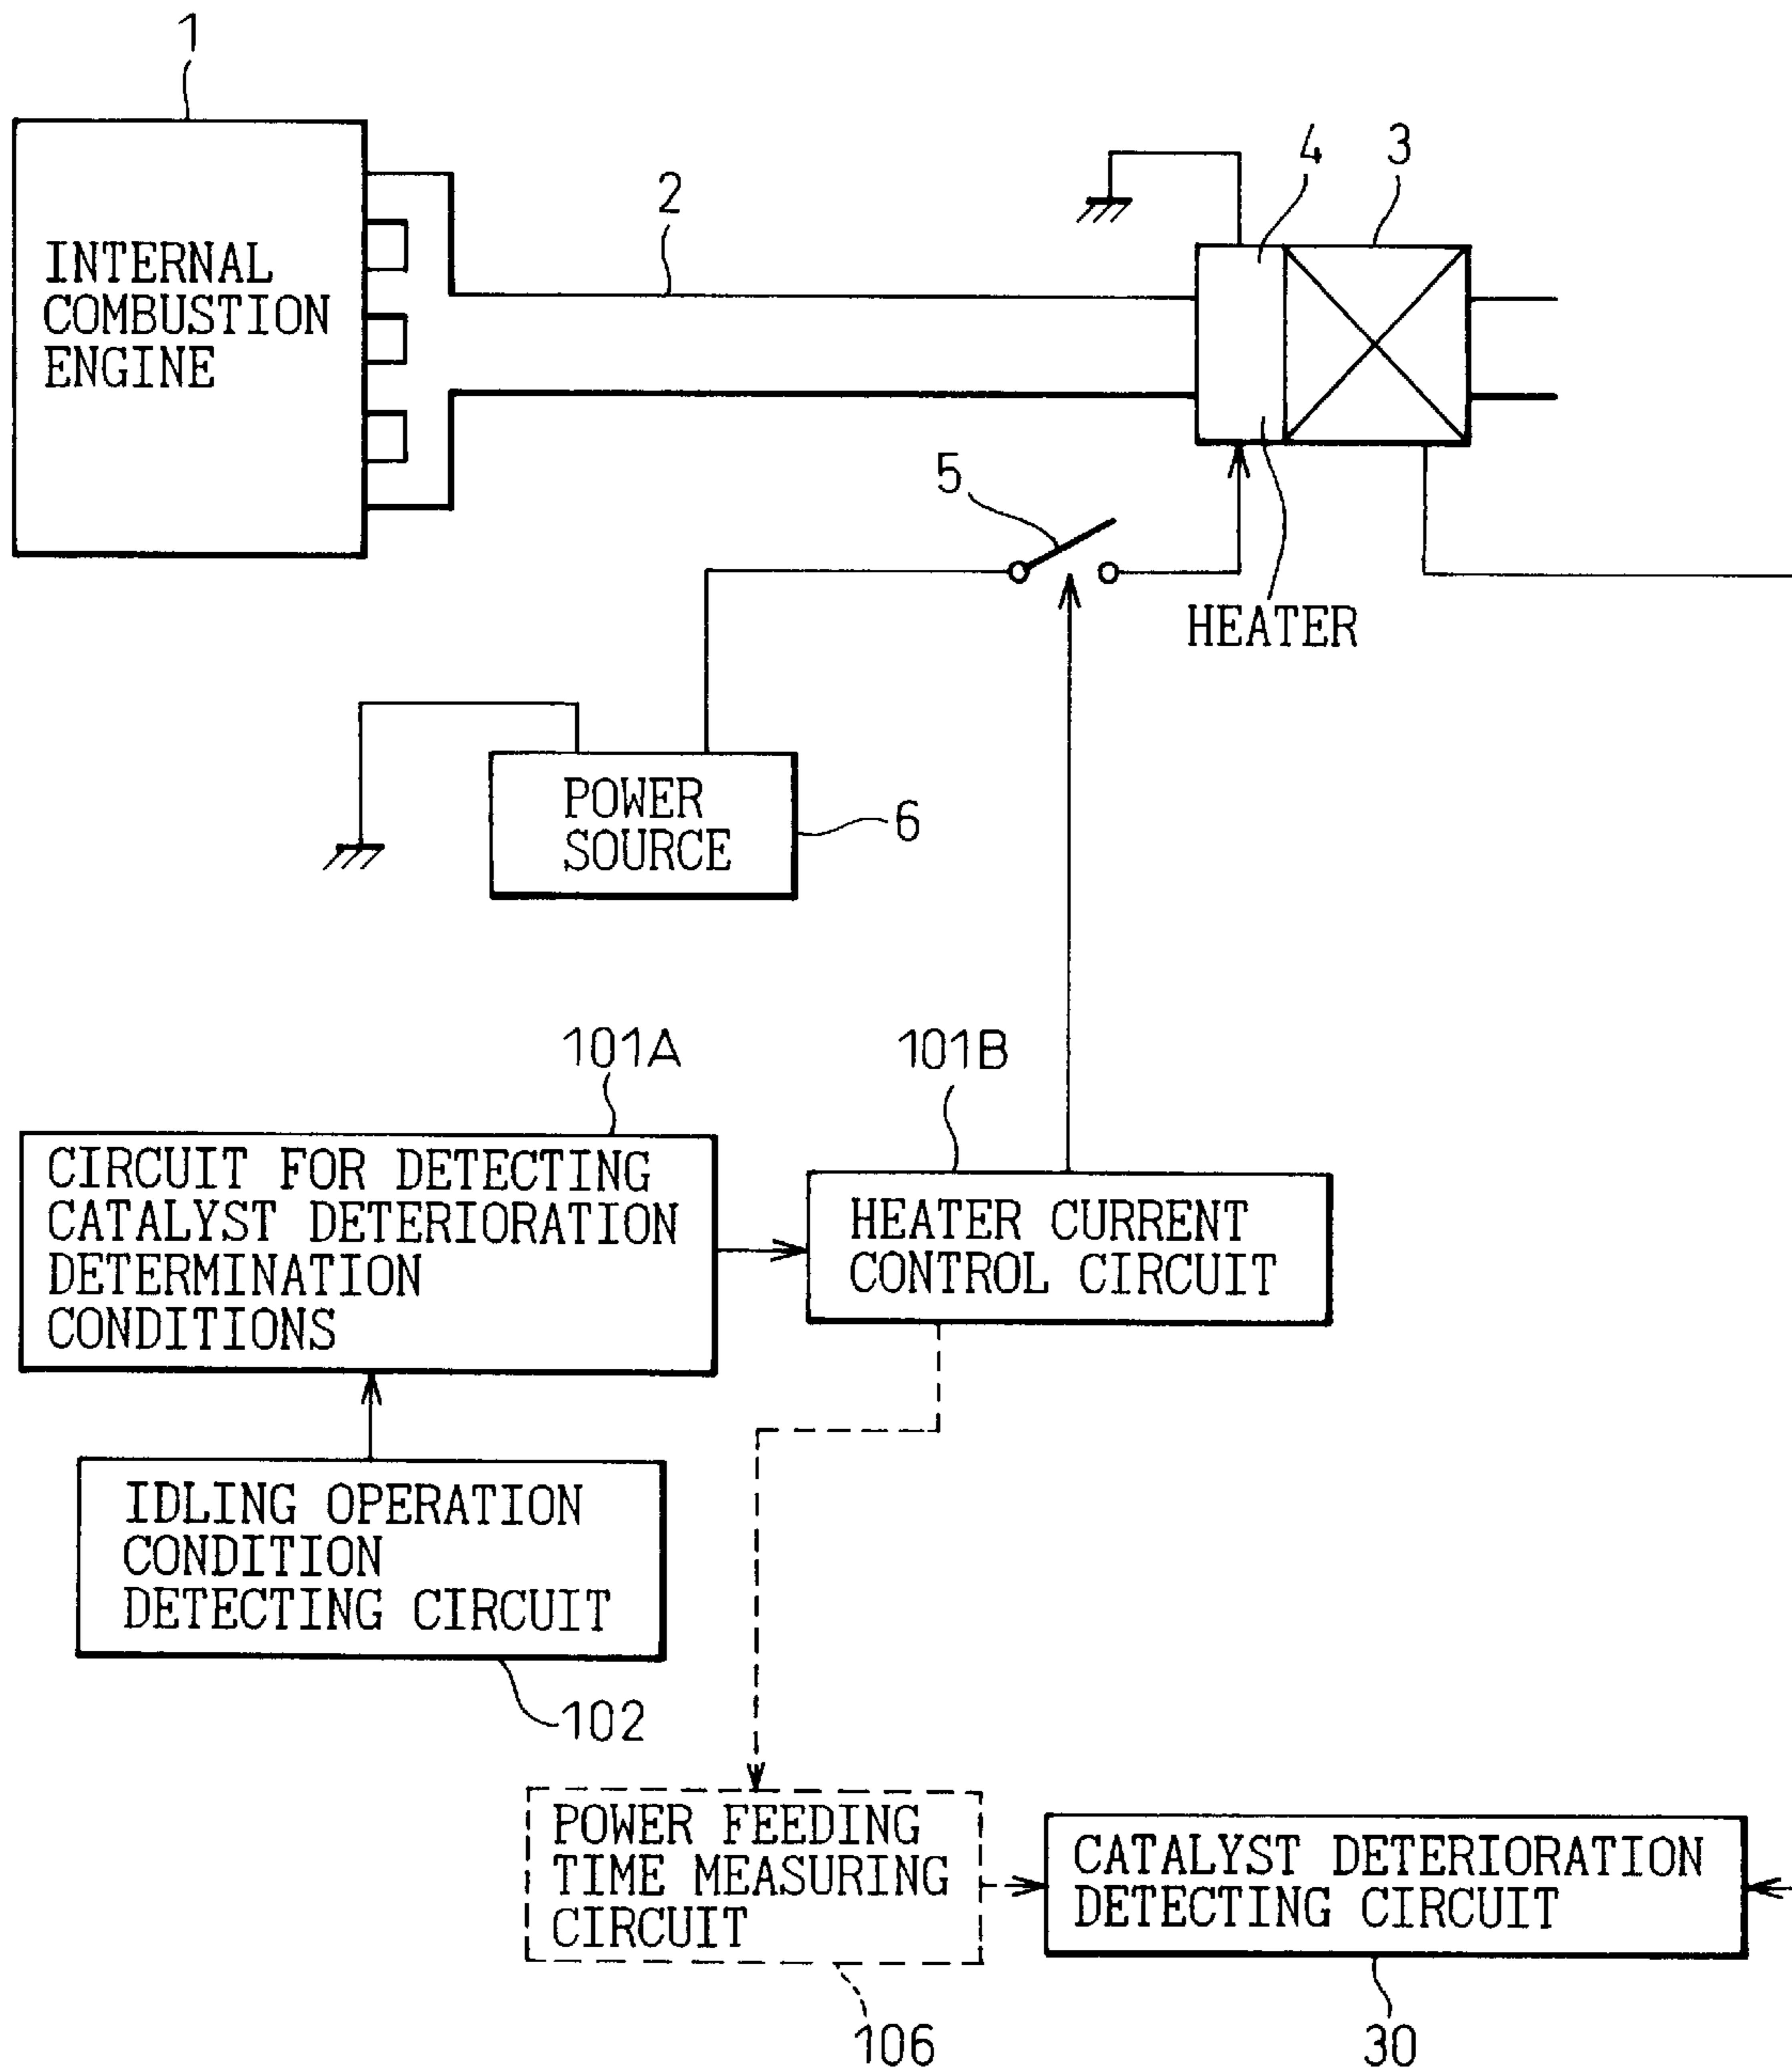 1
INTERNAL
COMBUSTION
ENGINE
2
4
3
5
HEATER
POWER
SOURCE
6
101A
101B
CIRCUIT FOR DETECTING
CATALYST DETERIORATION
DETERMINATION
CONDITIONS
HEATER CURRENT
CONTROL CIRCUIT
IDLING OPERATION
CONDITION
DETECTING CIRCUIT
102
POWER FEEDING
TIME MEASURING
CIRCUIT
CATALYST DETERIORATION
DETECTING CIRCUIT
106
30